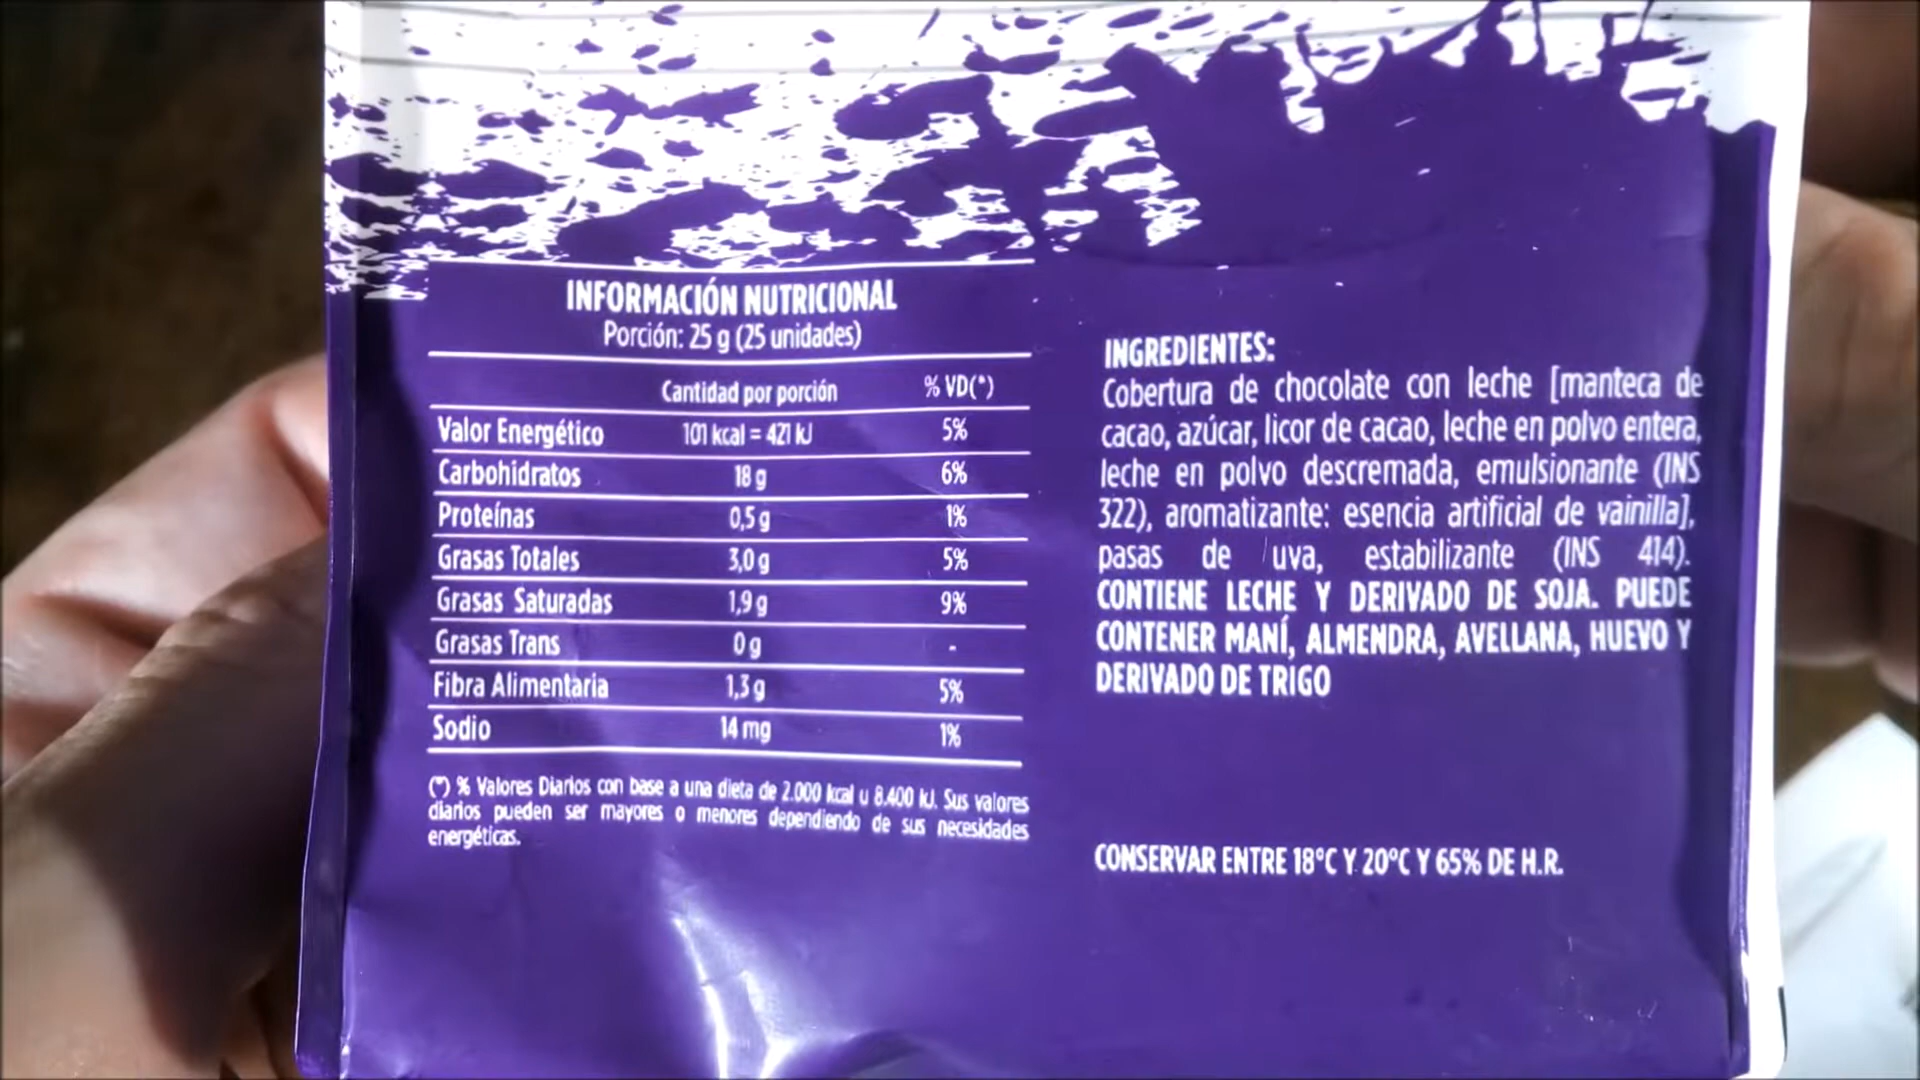 INFORMACIÓN NUTRICIONAL
Porción: 25 g (25 unidades)
Cantidad por porción % VD(*)
Valor Energético 101 kcal = 421 kJ 5%
Carbohidratos 18 g 6%
Proteínas 0,5 g 1%
Grasas Totales 3,0 g 5%
Grasas Saturadas 1,9 g 9%
Grasas Trans 0 g -
Fibra Alimentaria 1,3 g 5%
Sodio 14 mg 1%
(*) % Valores Diarios con base a una dieta de 2.000 kcal u 8.400 kJ. Sus valores
diarios pueden ser mayores o menores dependiendo de sus necesidades
energéticas.
INGREDIENTES:
Cobertura de chocolate con leche [manteca de
cacao, azúcar, licor de cacao, leche en polvo entera,
leche en polvo descremada, emulsionante (INS
322), aromatizante: esencia artificial de vainilla],
pasas de uva, estabilizante (INS 414).
CONTIENE LECHE Y DERIVADO DE SOJA. PUEDE
CONTENER MANÍ, ALMENDRA, AVELLANA, HUEVO Y
DERIVADO DE TRIGO
CONSERVAR ENTRE 18°C Y 20°C Y 65% DE H.R.